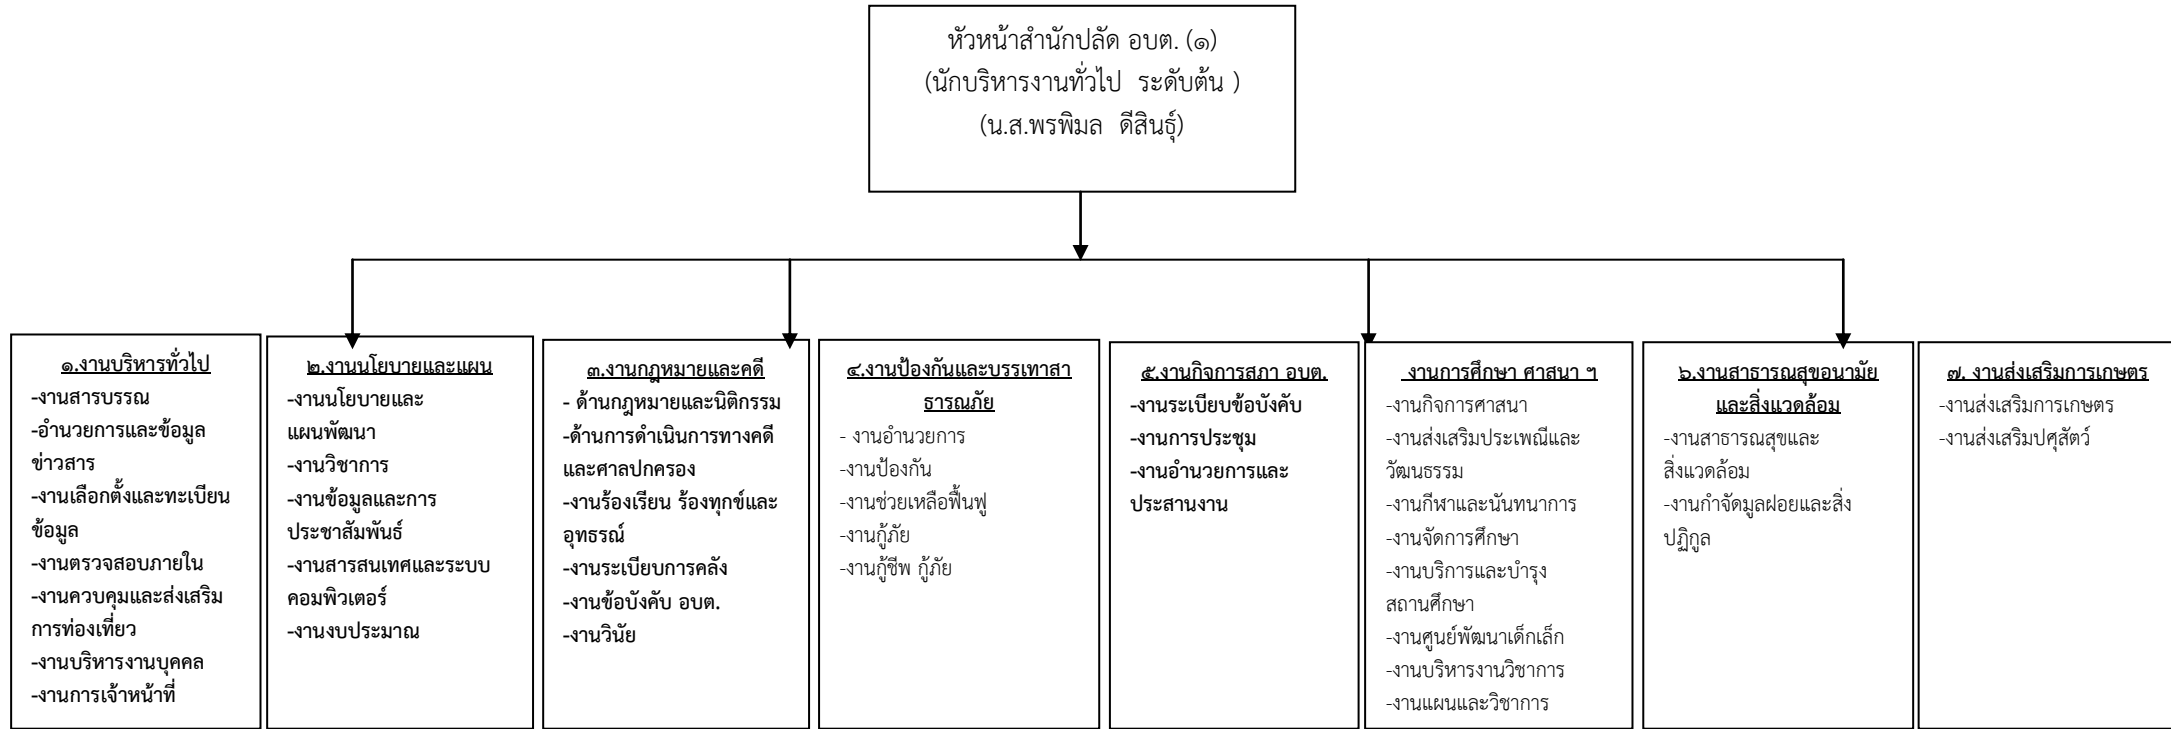 หัวหน้าสำนักปลัด อบต. (๑)
(นักบริหารงานทั่วไป ระดับต้น )
(น.ส.พรพิมล ดีสินธุ์)
๑.งานบริหารทั่วไป
-งานสารบรรณ
-อำนวยการและข้อมูล
ข่าวสาร
-งานเลือกตั้งและทะเบียน
ข้อมูล
-งานตรวจสอบภายใน
-งานควบคุมและส่งเสริม
การท่องเที่ยว
-งานบริหารงานบุคคล
-งานการเจ้าหน้าที่
๒.งานนโยบายและแผน
-งานนโยบายและ
แผนพัฒนา
-งานวิชาการ
-งานข้อมูลและการ
ประชาสัมพันธ์
-งานสารสนเทศและระบบ
คอมพิวเตอร์
-งานงบประมาณ
๓.งานกฎหมายและคดี
- ด้านกฎหมายและนิติกรรม
-ด้านการดำเนินการทางคดี
และศาลปกครอง
-งานร้องเรียน ร้องทุกข์และ
อุทธรณ์
-งานระเบียบการคลัง
-งานข้อบังคับ อบต.
-งานวินัย
๔.งานป้องกันและบรรเทาสา
ธารณภัย
- งานอำนวยการ
-งานป้องกัน
-งานช่วยเหลือฟื้นฟู
-งานกู้ภัย
-งานกู้ชีพ กู้ภัย
๕.งานกิจการสภา อบต.
-งานระเบียบข้อบังคับ
-งานการประชุม
-งานอำนวยการและ
ประสานงาน
งานการศึกษา ศาสนา ฯ
-งานกิจการศาสนา
-งานส่งเสริมประเพณีและ
วัฒนธรรม
-งานกีฬาและนันทนาการ
-งานจัดการศึกษา
-งานบริการและบำรุง
สถานศึกษา
-งานศูนย์พัฒนาเด็กเล็ก
-งานบริหารงานวิชาการ
-งานแผนและวิชาการ
๖.งานสาธารณสุขอนามัย
และสิ่งแวดล้อม
-งานสาธารณสุขและ
สิ่งแวดล้อม
-งานกำจัดมูลฝอยและสิ่ง
ปฏิกูล
๗. งานส่งเสริมการเกษตร
-งานส่งเสริมการเกษตร
-งานส่งเสริมปศุสัตว์